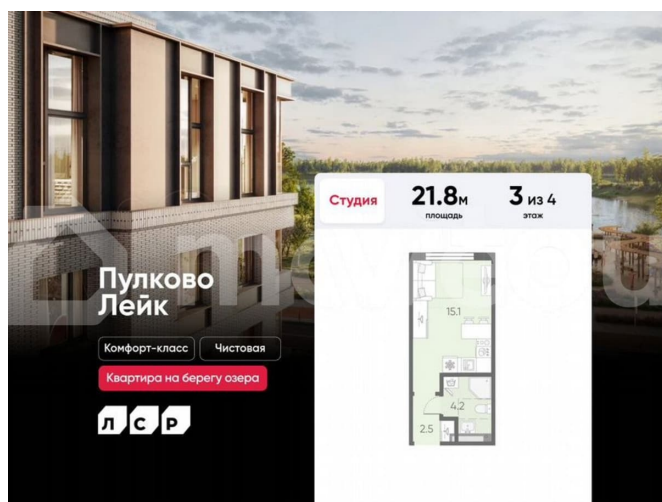 Студия
21.8м
площадь
3 из 4
этаж
Пулково
Лейк
Комфорт-класс
Чистовая
Квартира на берегу озера
ЛСР
15.1
4.2
2.5